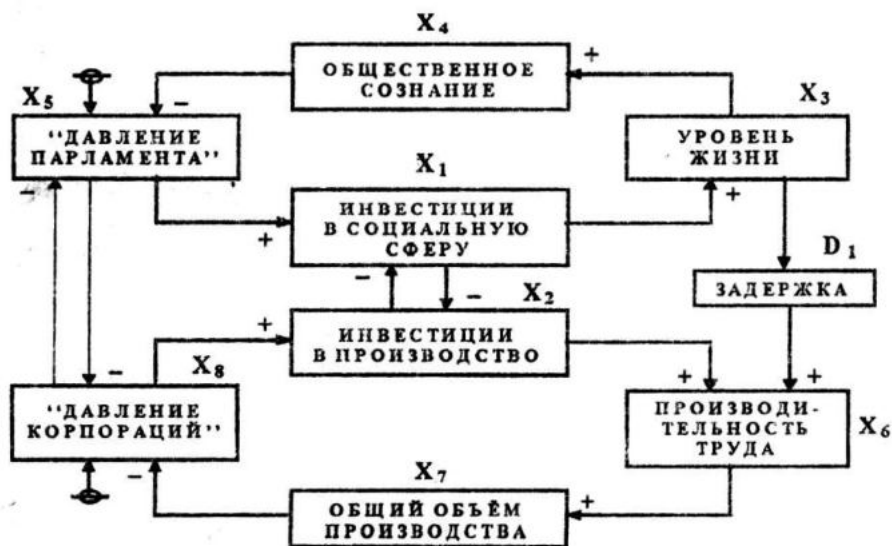 X4
+
ОБЩЕСТВЕННОЕ
СОЗНАНИЕ
–
X5
X3
"ДАВЛЕНИЕ
ПАРЛАМЕНТА"
УРОВЕНЬ
ЖИЗНИ
X1
–
+
ИНВЕСТИЦИИ
В СОЦИАЛЬНУЮ
СФЕРУ
+
D1
–
–
X2
ЗАДЕРЖКА
+
ИНВЕСТИЦИИ
В ПРОИЗВОДСТВО
–
X8
+
+
"ДАВЛЕНИЕ
КОРПОРАЦИЙ"
ПРОИЗВОДИ-
ТЕЛЬНОСТЬ
ТРУДА
X6
–
X7
+
ОБЩИЙ ОБЪЁМ
ПРОИЗВОДСТВА